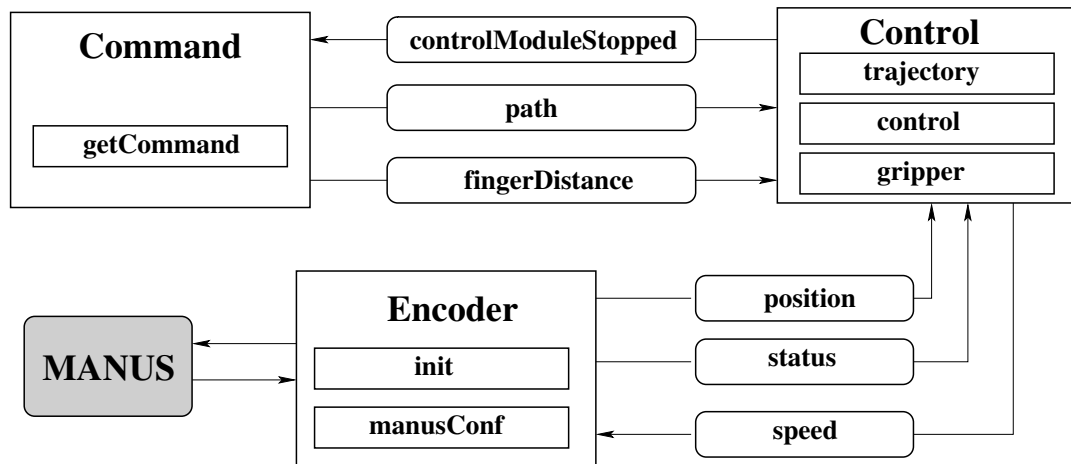 Command
getCommand
controlModuleStopped
path
fingerDistance
Control
trajectory
control
gripper
MANUS
Encoder
init
manusConf
position
status
speed